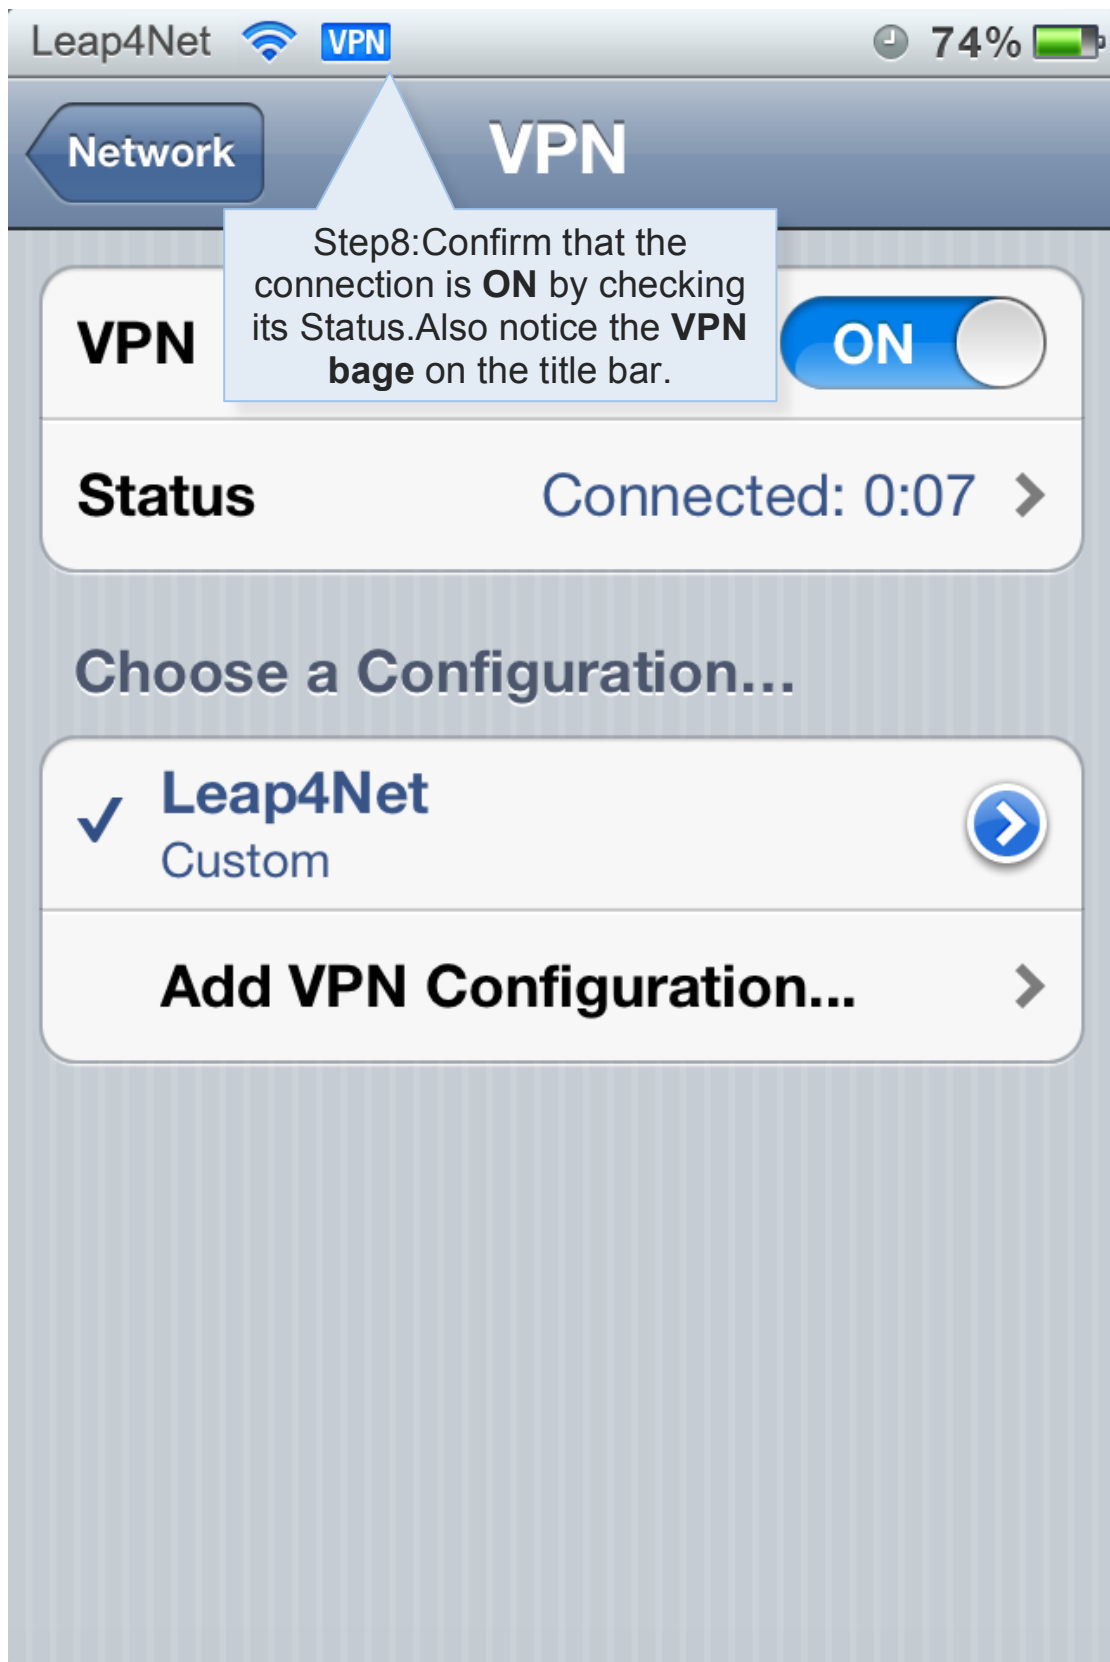 Leap4Net VPN 74%
Network VPN
Step8:Confirm that the
connection is ON by checking
its Status.Also notice the VPN
bage on the title bar.
VPN ON
Status Connected: 0:07
Choose a Configuration...
Leap4Net
Custom
Add VPN Configuration...